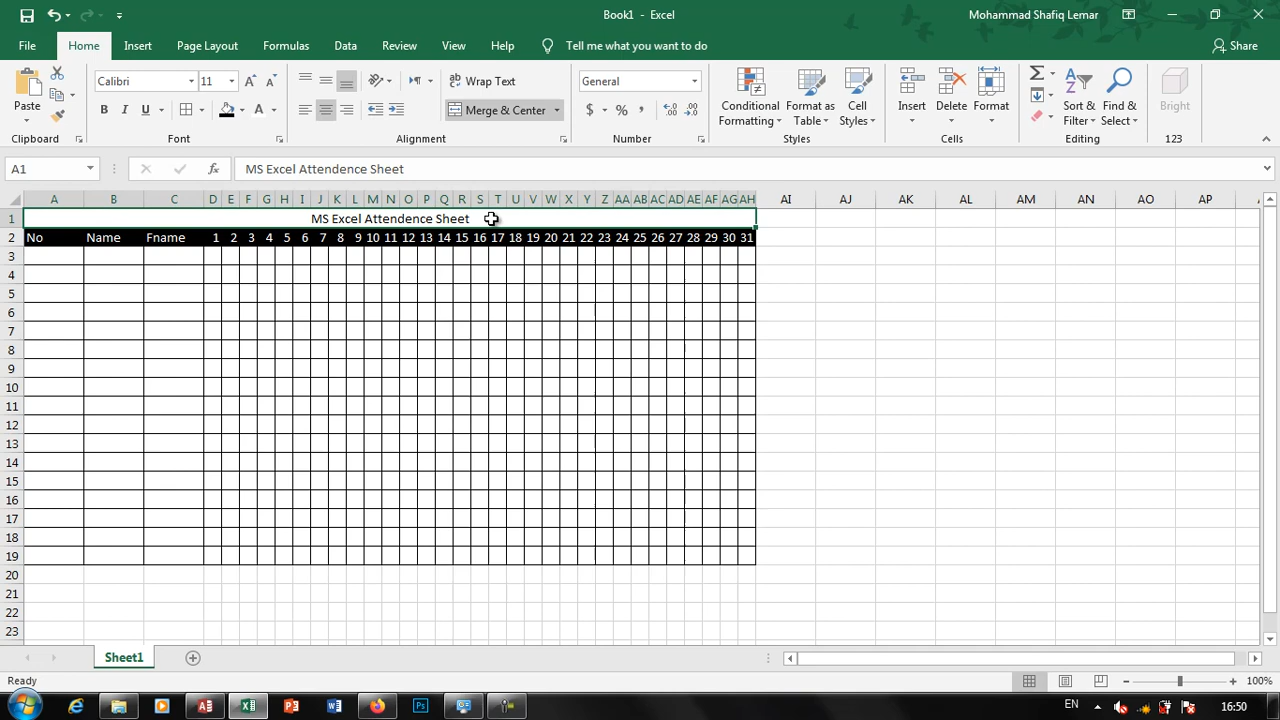 Book1 - Excel
Mohammad Shafiq Lemar
File Home Insert Page Layout Formulas Data Review View Help Tell me what you want to do Share
Paste
Clipboard
Calibri 11
B I U
Font
Wrap Text
Merge & Center
Alignment
General
$ %
Number
Conditional Formatting
Format as Table
Cell Styles
Styles
Insert Delete Format
Cells
Sort & Filter
Find & Select
Editing
Bright
123
A1 fx MS Excel Attendence Sheet
A B C D E F G H I J K L M N O P Q R S T U V W X Y Z AA AB AC AD AE AF AG AH AI AJ AK AL AM AN AO AP
1 MS Excel Attendence Sheet
2 No Name Fname 1 2 3 4 5 6 7 8 9 10 11 12 13 14 15 16 17 18 19 20 21 22 23 24 25 26 27 28 29 30 31
3
4
5
6
7
8
9
10
11
12
13
14
15
16
17
18
19
20
21
22
23
Sheet1
Ready
100%
EN 16:50